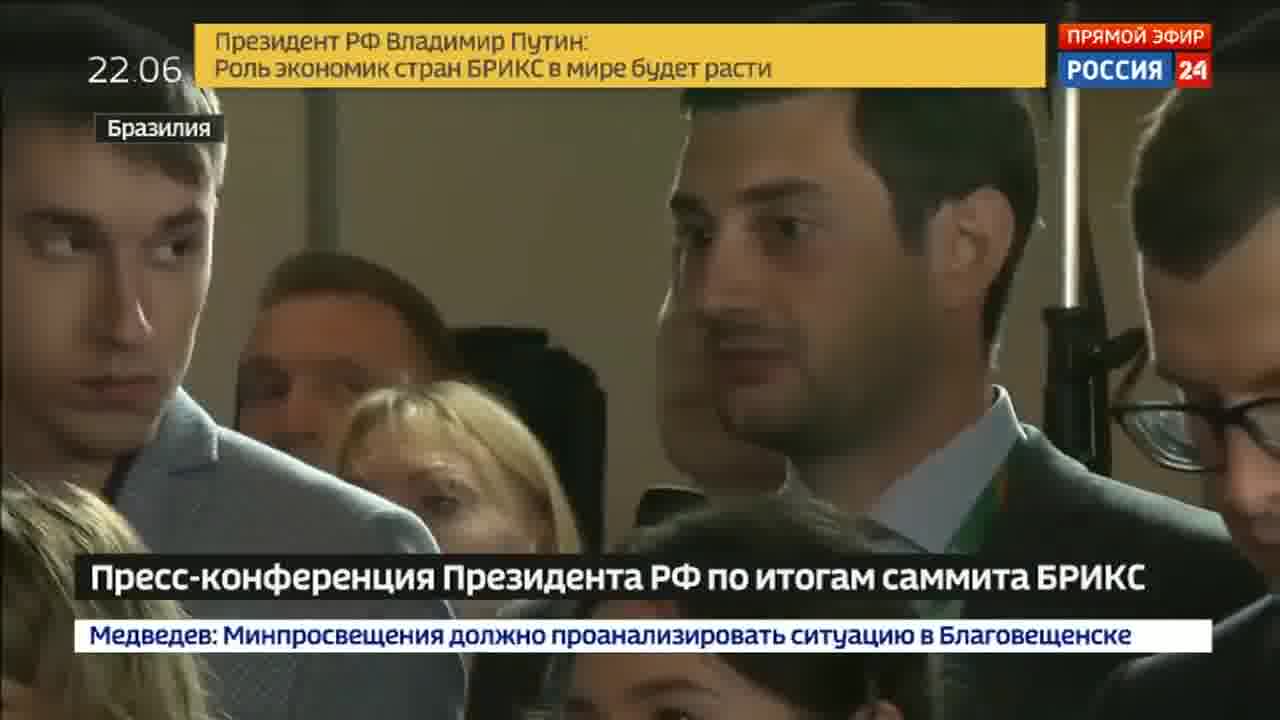 22.06
Президент РФ Владимир Путин:
Роль экономик стран БРИКС в мире будет расти
ПРЯМОЙ ЭФИР
РОССИЯ 24
Бразилия
Пресс-конференция Президента РФ по итогам саммита БРИКС
Медведев: Минпросвещения должно проанализировать ситуацию в Благовещенске